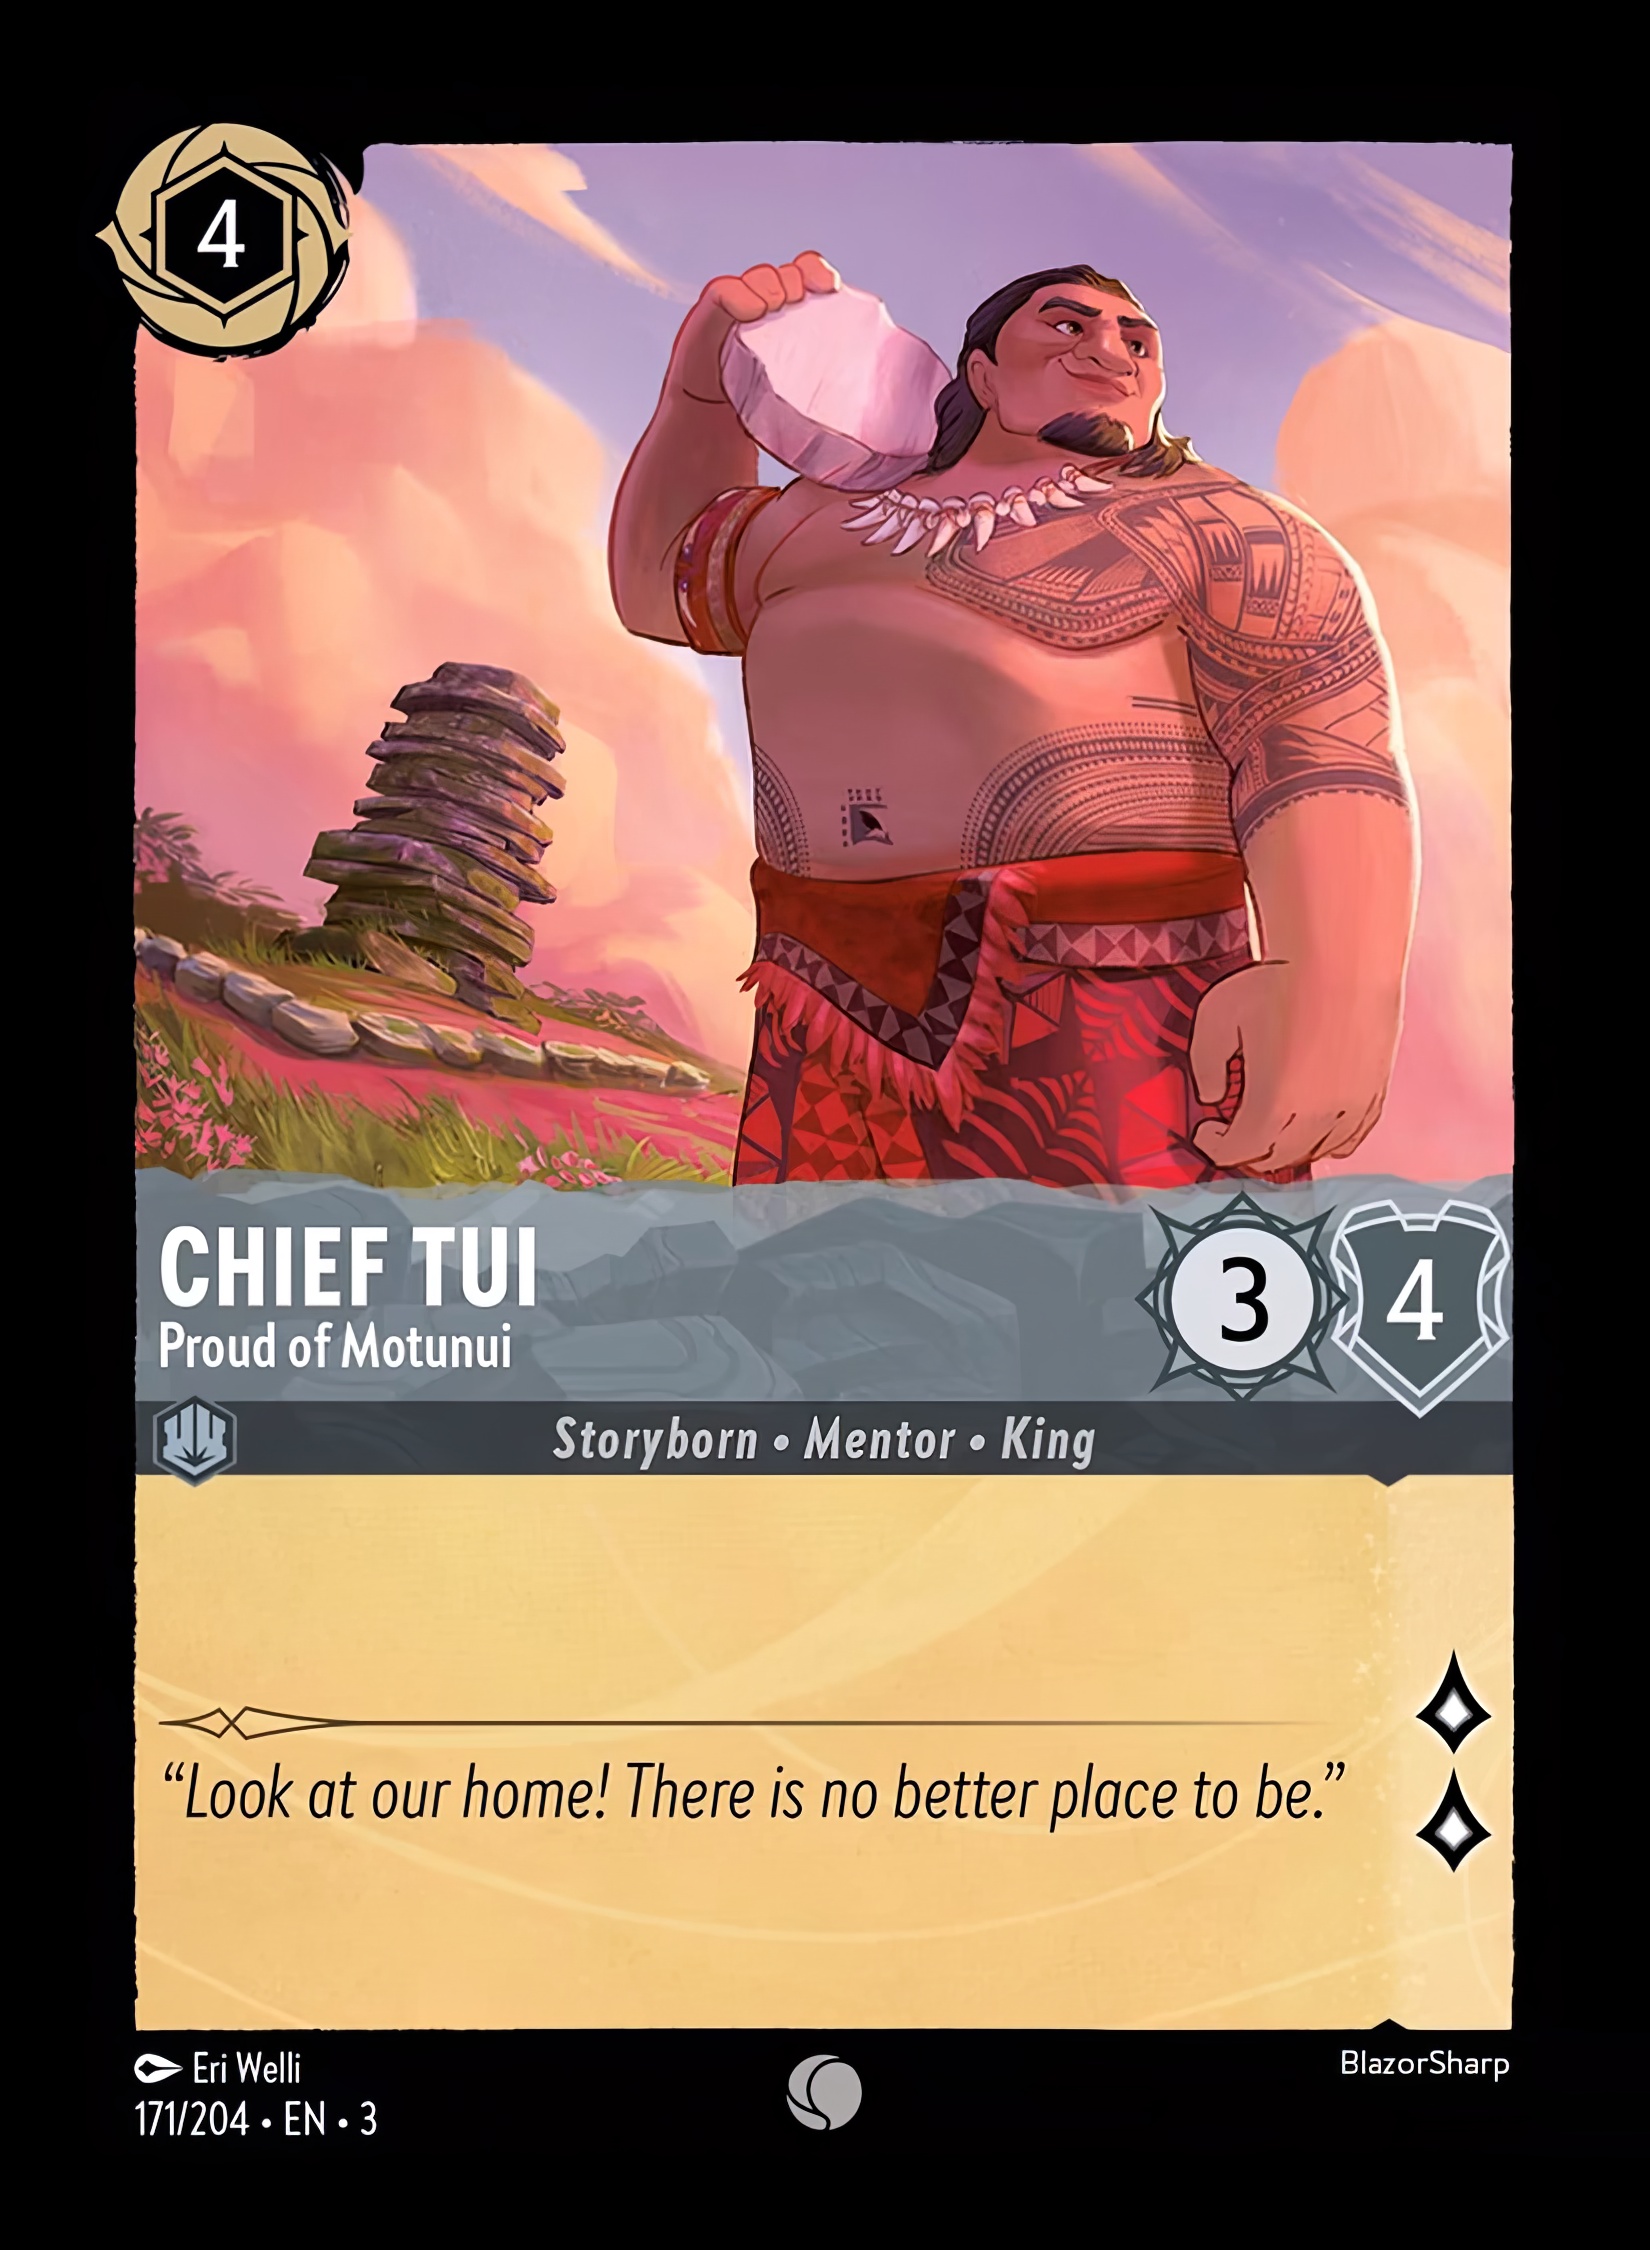 4
CHIEF TUI
Proud of Motunui
3
4
Storyborn • Mentor • King
“Look at our home! There is no better place to be.”
Eri Welli
BlazorSharp
171/204 • EN • 3